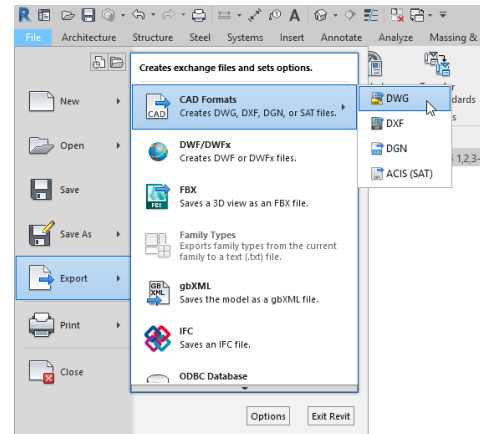 File Architecture Structure Steel Systems Insert Annotate Analyze Massing &
Creates exchange files and sets options.
New
CAD Formats
Creates DWG, DXF, DGN, or SAT files.
CAD
DWG
DXF
DGN
ACIS (SAT)
dards
s
1,2,3-
Open
DWF/DWFx
Creates DWF or DWFx files.
Save
FBX
Saves a 3D view as an FBX file.
FBX
Save As
Family Types
Exports family types from the current
family to a text (.txt) file.
Export
GB
XML
gbXML
Saves the model as a gbXML file.
Print
IFC
Saves an IFC file.
Close
ODBC Database
Options
Exit Revit